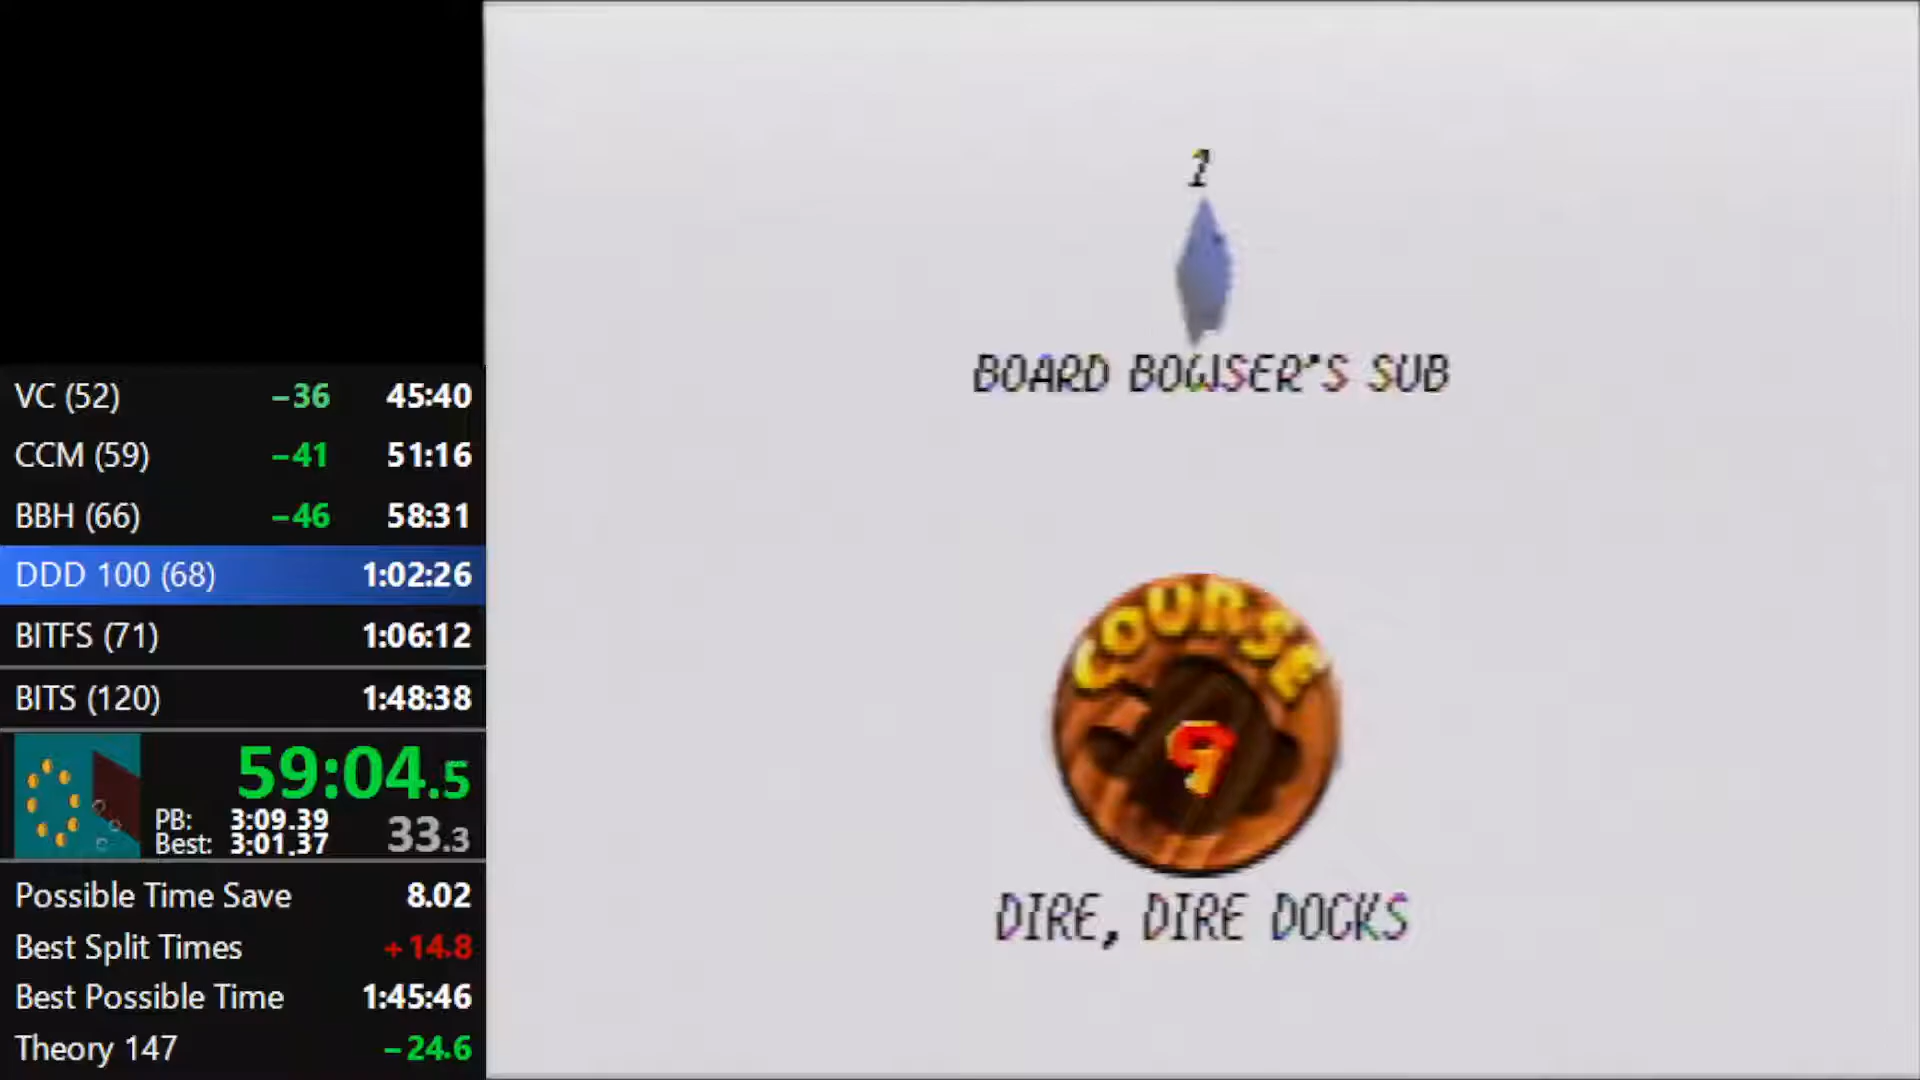 VC (52) -36 45:40
CCM (59) -41 51:16
BBH (66) -46 58:31
DDD 100 (68) 1:02:26
BITFS (71) 1:06:12
BITS (120) 1:48:38
59:04.5
PB: 3:09.39
Best: 3:01.37
33.3
Possible Time Save 8.02
Best Split Times +14.8
Best Possible Time 1:45:46
Theory 147 -24.6
1
BOARD BOWSER'S SUB
COURSE
9
DIRE, DIRE DOCKS